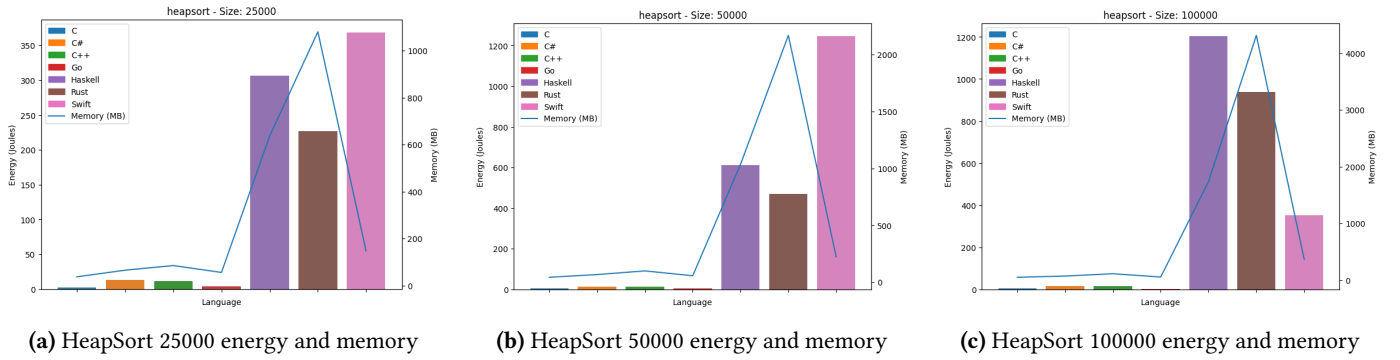 heapsort - Size: 25000
C
C#
C++
Go
Haskell
Rust
Swift
Memory (MB)
350
300
250
200
150
100
50
0
Energy (Joules)
Language
1000
800
600
400
200
0
Memory (MB)
(a) HeapSort 25000 energy and memory
heapsort - Size: 50000
C
C#
C++
Go
Haskell
Rust
Swift
Memory (MB)
1200
1000
800
600
400
200
0
Energy (Joules)
Language
2000
1500
1000
500
0
Memory (MB)
(b) HeapSort 50000 energy and memory
heapsort - Size: 100000
C
C#
C++
Go
Haskell
Rust
Swift
Memory (MB)
1200
1000
800
600
400
200
0
Energy (Joules)
Language
4000
3000
2000
1000
0
Memory (MB)
(c) HeapSort 100000 energy and memory